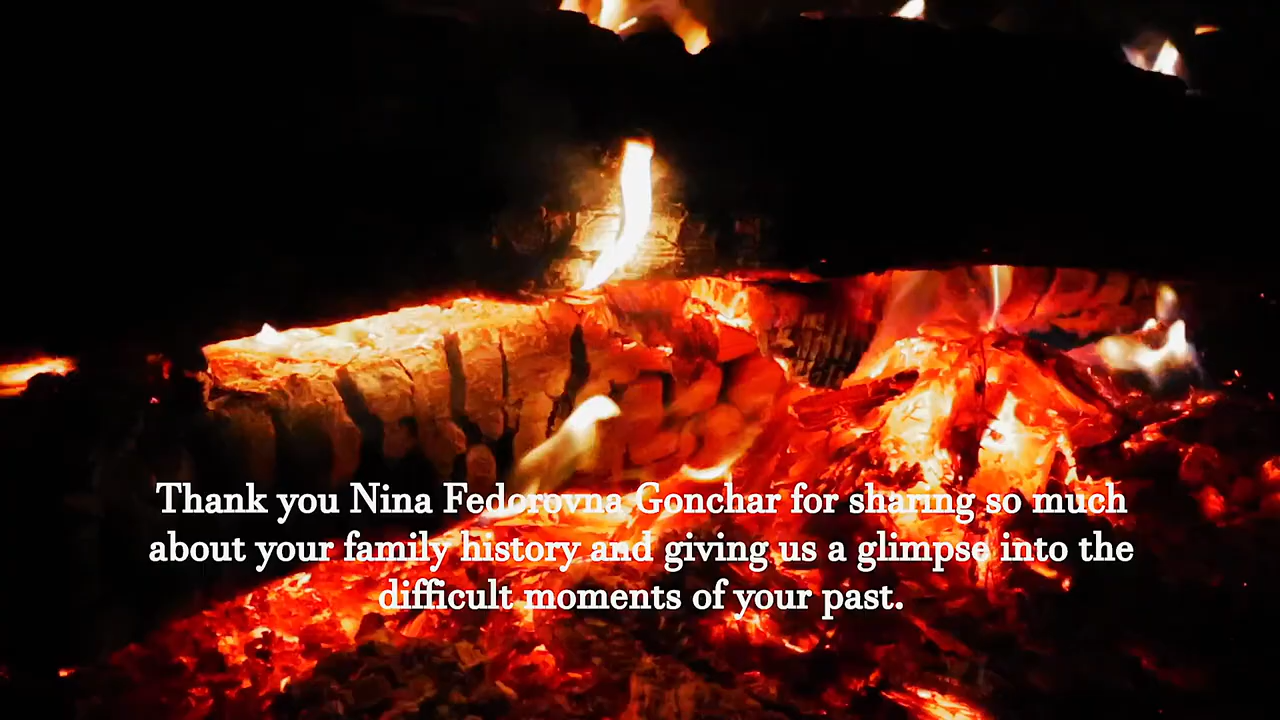 Thank you Nina Fedorovna Gonchar for sharing so much
about your family history and giving us a glimpse into the
difficult moments of your past.